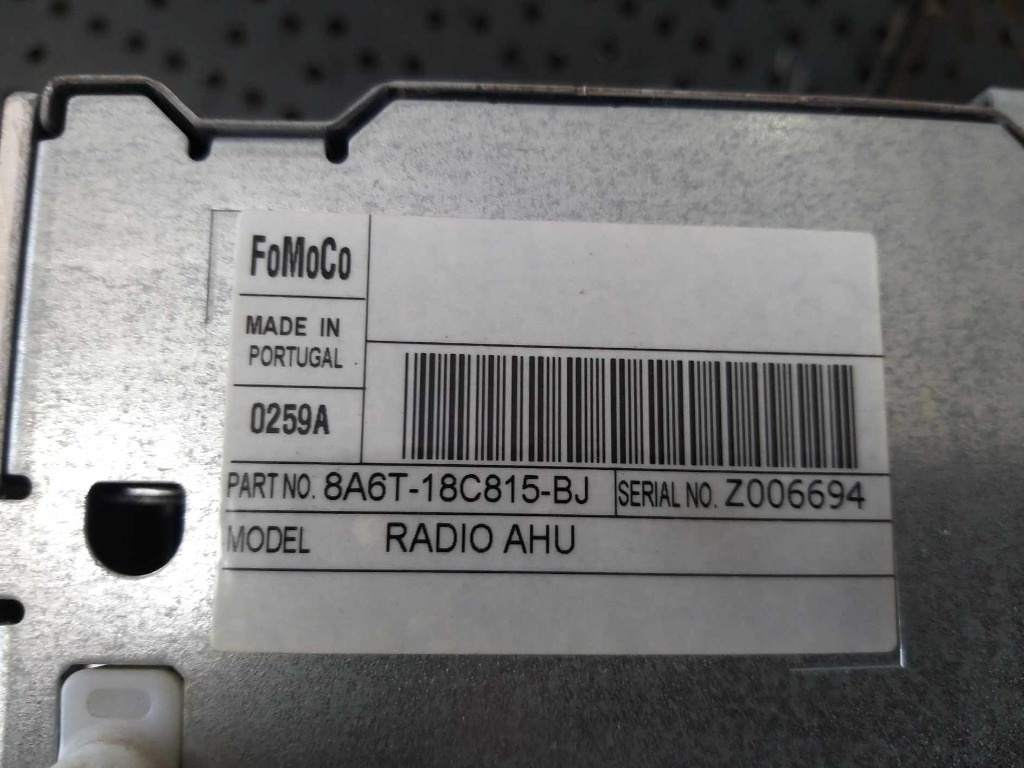 FoMoCo
MADE IN
PORTUGAL
0259A
PART NO. 8A6T-18C815-BJ
SERIAL NO. Z006694
MODEL RADIO AHU